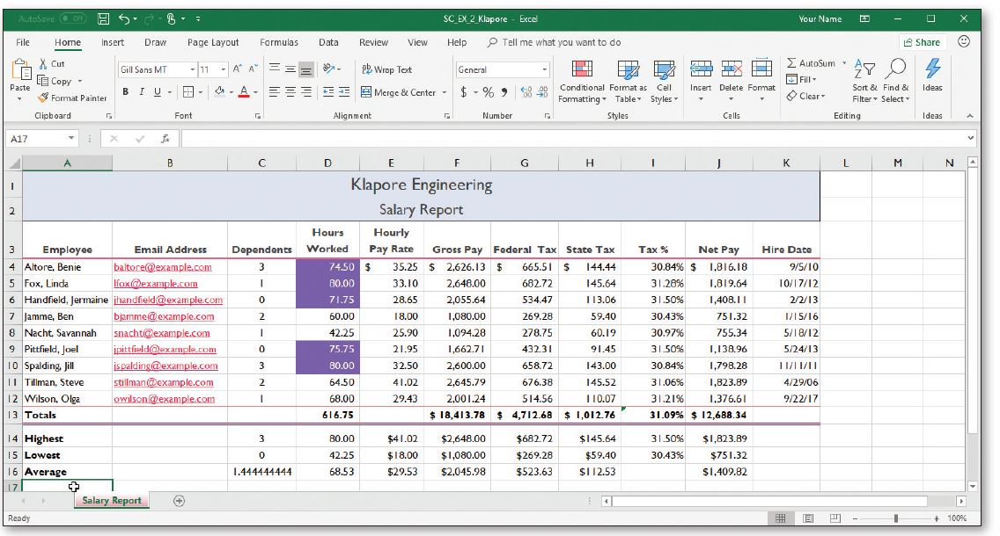 AutoSave Off SC_EX_2_Klapore - Excel Your Name
File Home Insert Draw Page Layout Formulas Data Review View Help Tell me what you want to do Share
Cut
Copy
Format Painter
Paste
Gill Sans MT 11 A A
B I U A
Wrap Text
Merge & Center
General
$ % 9 .00 .00
Conditional Formatting
Format as Table
Cell Styles
Insert Delete Format
AutoSum
Fill
Clear
Sort & Filter
Find & Select
Ideas
Clipboard Font Alignment Number Styles Cells Editing Ideas
A17 fx
A B C D E F G H I J K L M N
1 Klapore Engineering
2 Salary Report
Hours Hourly
3 Employee Email Address Dependents Worked Pay Rate Gross Pay Federal Tax State Tax Tax % Net Pay Hire Date
4 Altore, Benie baltore@example.com 3 74.50 $ 35.25 $ 2,626.13 $ 665.51 $ 144.44 30.84% $ 1,816.18 9/5/10
5 Fox, Linda lfox@example.com 1 80.00 33.10 2,648.00 682.72 145.64 31.28% 1,819.64 10/17/12
6 Handfield, Jermaine jhandfield@example.com 0 71.75 28.65 2,055.64 534.47 113.06 31.50% 1,408.11 2/2/13
7 Jamme, Ben bjamme@example.com 2 60.00 18.00 1,080.00 269.28 59.40 30.43% 751.32 1/15/16
8 Nacht, Savannah snacht@example.com 1 42.25 25.90 1,094.28 278.75 60.19 30.97% 755.34 5/18/12
9 Pittfield, Joel jpittfield@example.com 0 75.75 21.95 1,662.71 432.31 91.45 31.50% 1,138.96 5/24/13
10 Spalding, Jill jspalding@example.com 3 80.00 32.50 2,600.00 658.72 143.00 30.84% 1,798.28 11/11/11
11 Tillman, Steve stillman@example.com 2 64.50 41.02 2,645.79 676.38 145.52 31.06% 1,823.89 4/29/06
12 Wilson, Olga owilson@example.com 1 68.00 29.43 2,001.24 514.56 110.07 31.21% 1,376.61 9/22/17
13 Totals 616.75 $ 18,413.78 $ 4,712.68 $ 1,012.76 31.09% $ 12,688.34
14 Highest 3 80.00 $41.02 $2,648.00 $682.72 $145.64 31.50% $1,823.89
15 Lowest 0 42.25 $18.00 $1,080.00 $269.28 $59.40 30.43% $751.32
16 Average 1.444444444 68.53 $29.53 $2,045.98 $523.63 $112.53 $1,409.82
17
Salary Report
Ready 100%